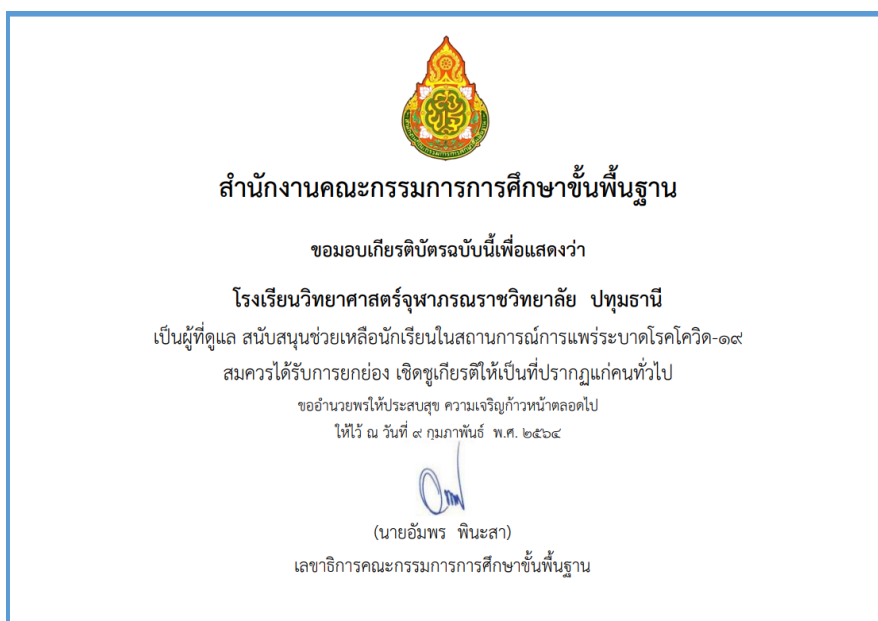 สำนักงานคณะกรรมการการศึกษาขั้นพื้นฐาน
ขอมอบเกียรติบัตรฉบับนี้เพื่อแสดงว่า
โรงเรียนวิทยาศาสตร์จุฬาภรณราชวิทยาลัย ปทุมธานี
เป็นผู้ที่ดูแล สนับสนุนช่วยเหลือนักเรียนในสถานการณ์การแพร่ระบาดโรคโควิด-๑๙
สมควรได้รับการยกย่อง เชิดชูเกียรติให้เป็นที่ปรากฏแก่คนทั่วไป
ขออำนวยพรให้ประสบสุข ความเจริญก้าวหน้าตลอดไป
ให้ไว้ ณ วันที่ ๙ กุมภาพันธ์ พ.ศ. ๒๕๖๔
(นายอัมพร พินะสา)
เลขาธิการคณะกรรมการการศึกษาขั้นพื้นฐาน